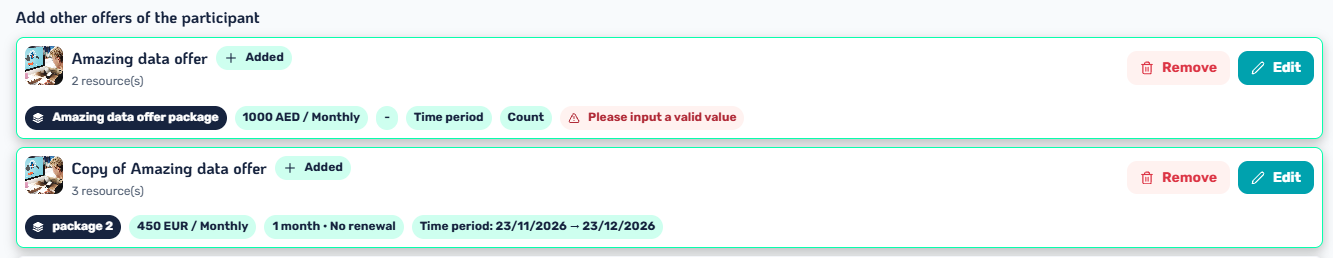 Add other offers of the participant
Amazing data offer + Added
2 resource(s)
Remove Edit
Amazing data offer package 1000 AED / Monthly - Time period Count Please input a valid value
Copy of Amazing data offer + Added
3 resource(s)
Remove Edit
package 2 450 EUR / Monthly 1 month • No renewal Time period: 23/11/2026 → 23/12/2026